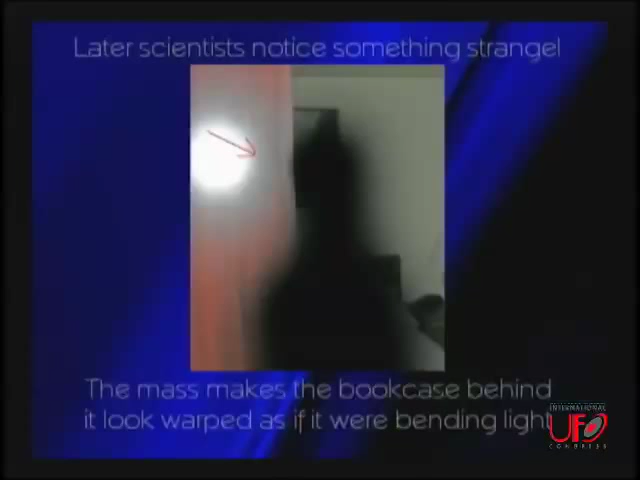 Later scientists notice something strange!
The mass makes the bookcase behind
it look warped as if it were bending light
INTERNATIONAL
UFO
CONGRESS